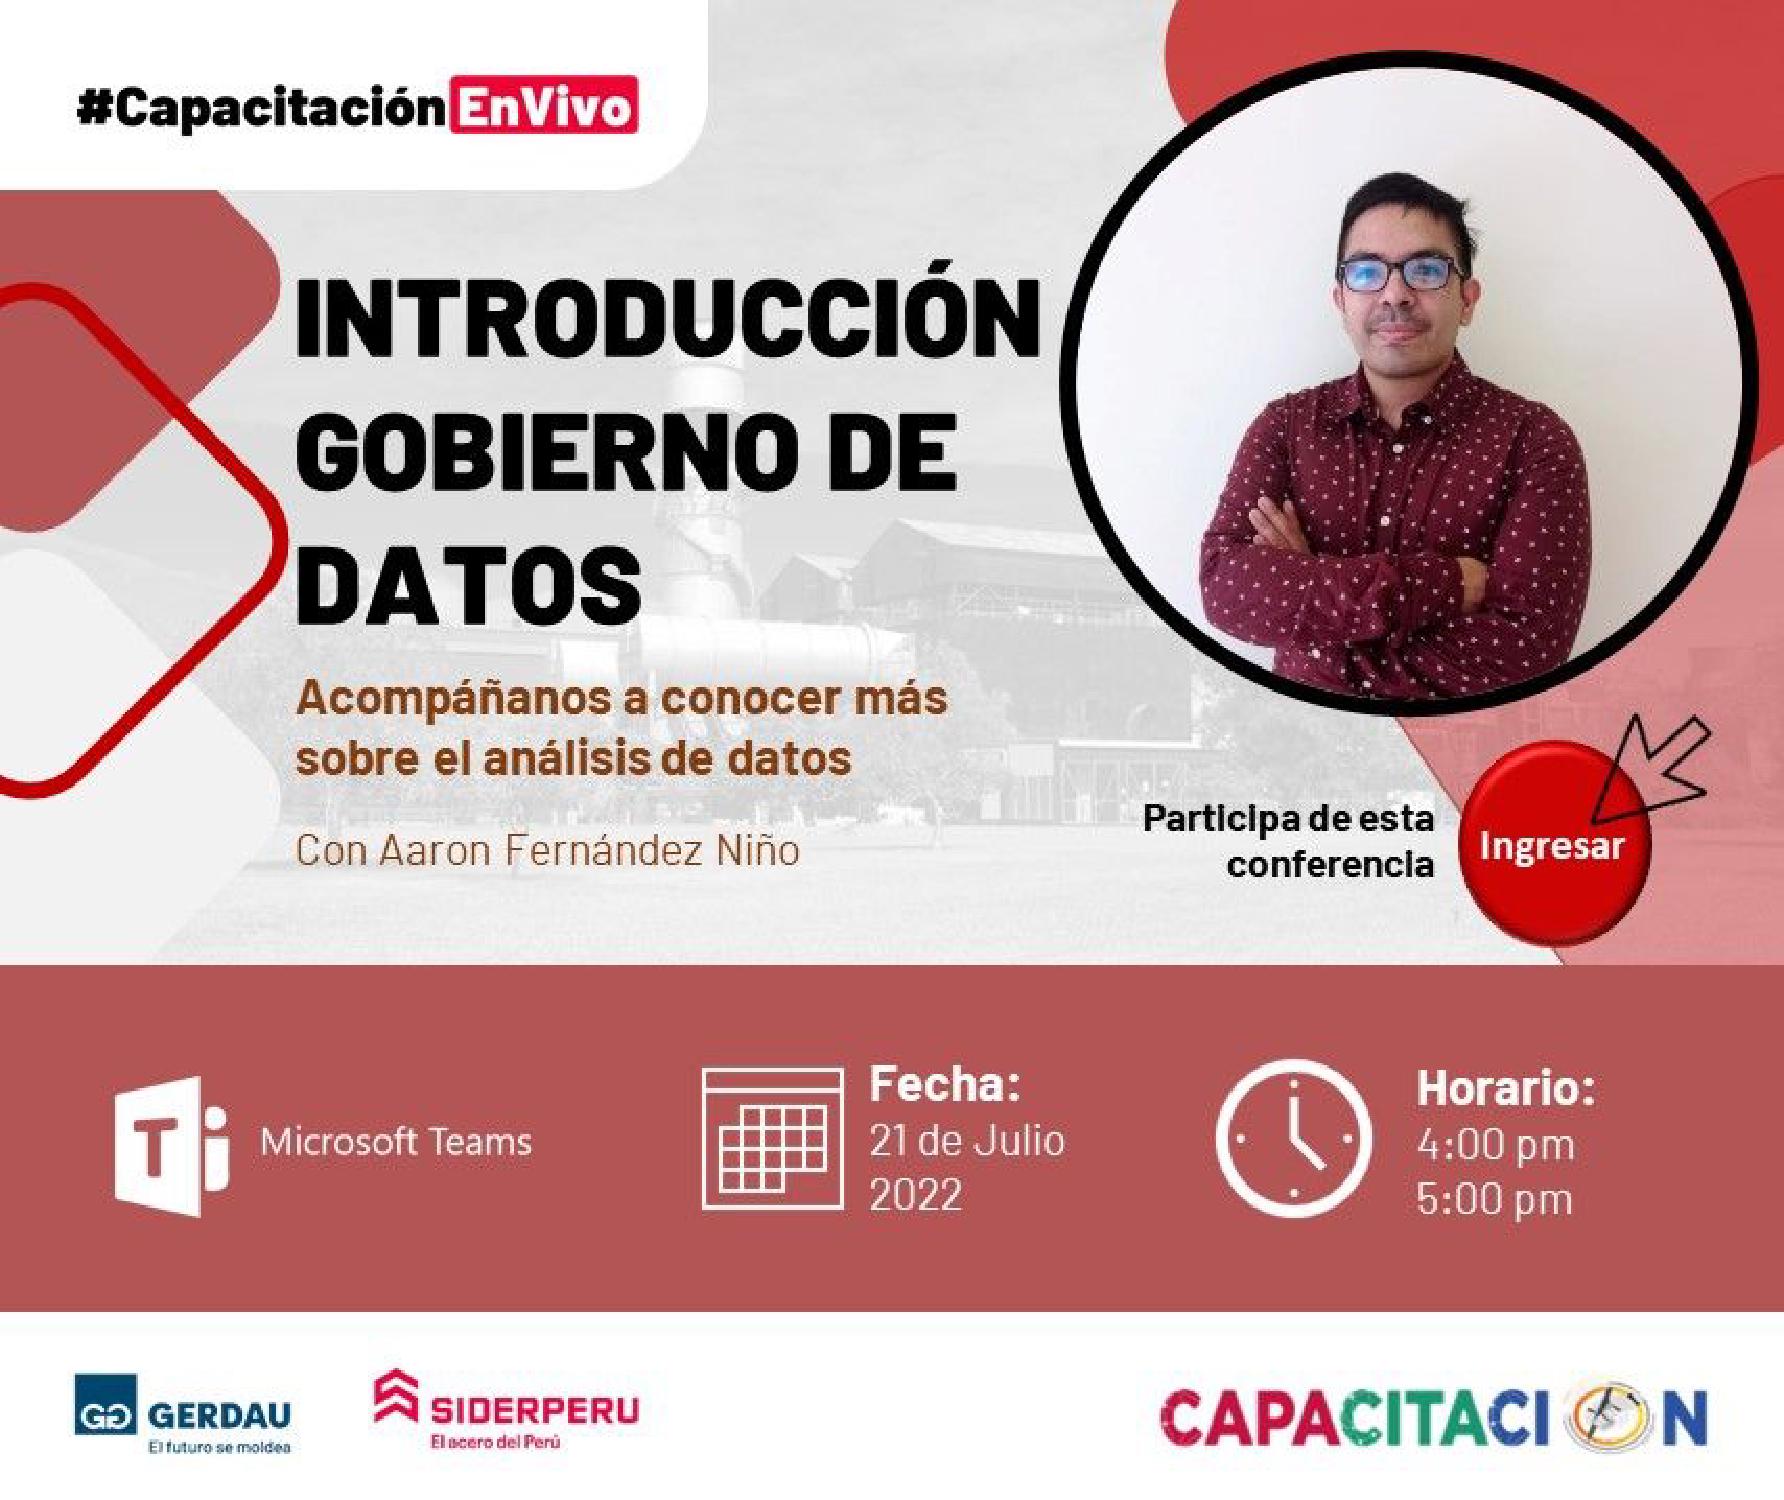 #CapacitaciónEnVivo
INTRODUCCIÓN
GOBIERNO DE
DATOS
Acompáñanos a conocer más
sobre el análisis de datos
Con Aaron Fernández Niño
Participa de esta
conferencia
Ingresar
T
Microsoft Teams
Fecha:
21 de Julio
2022
Horario:
4:00 pm
5:00 pm
GG GERDAU
El futuro se moldea
SIDERPERU
El acero del Perú
CAPACITACION